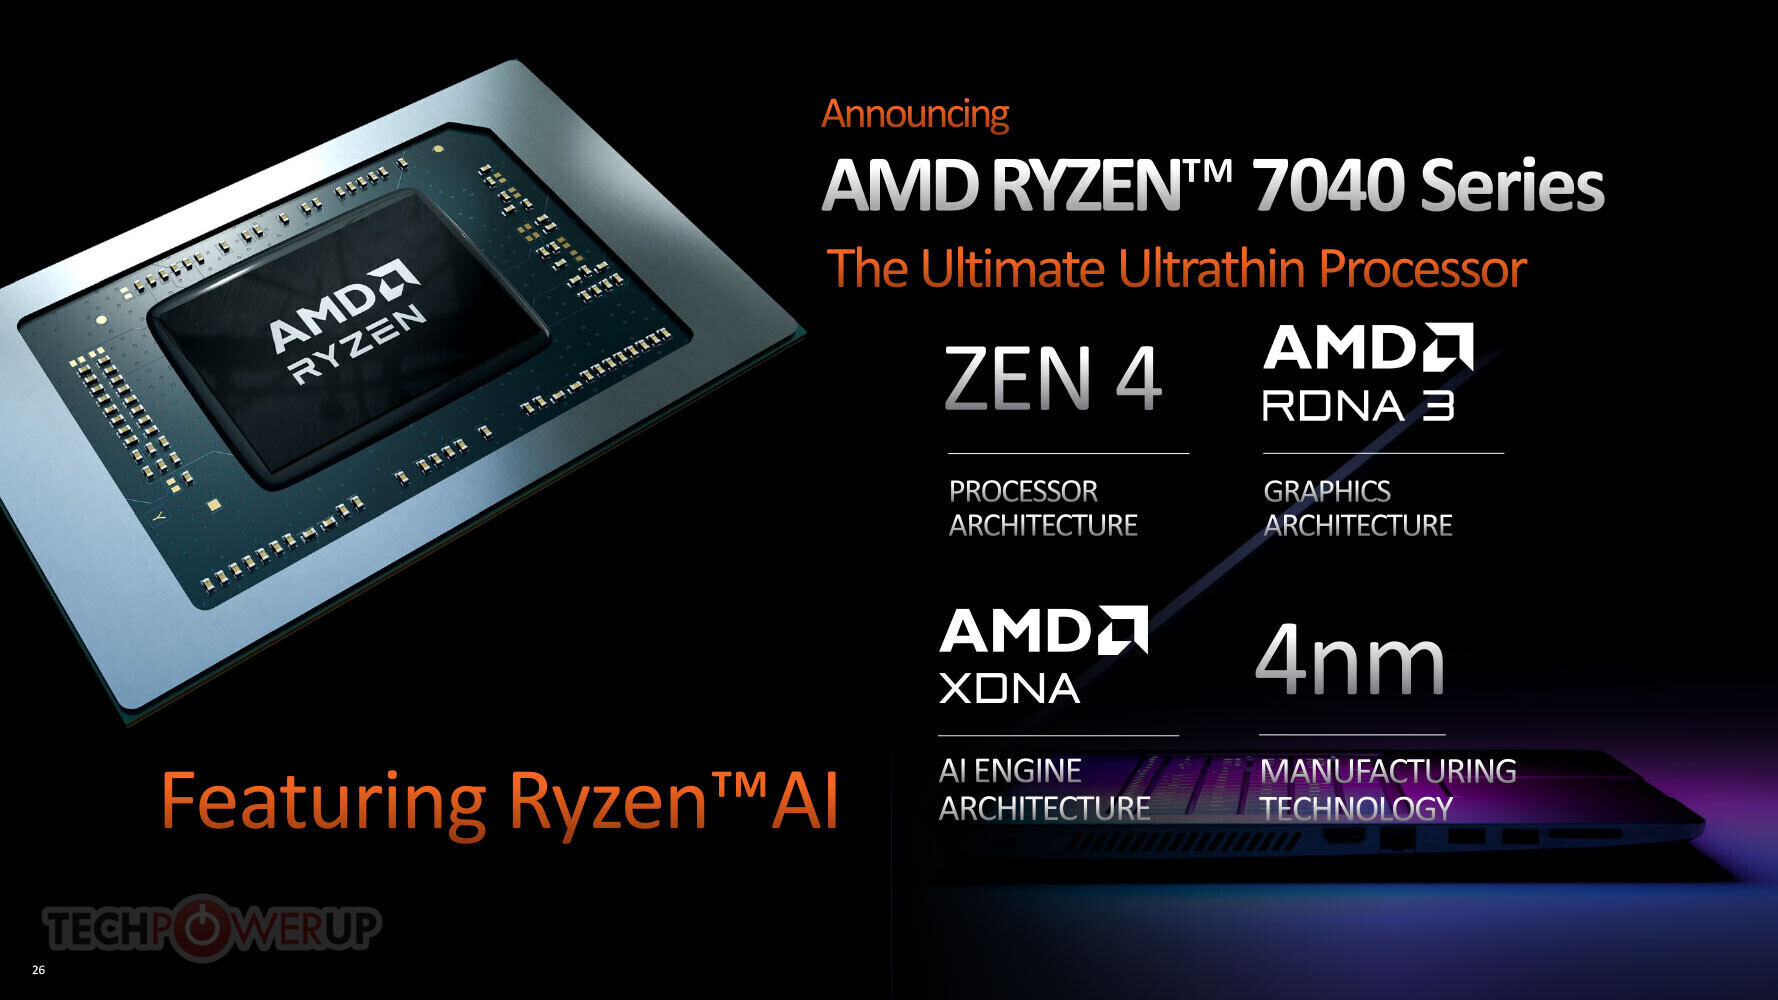 Announcing
AMD RYZEN™ 7040 Series
The Ultimate Ultrathin Processor
AMD
RYZEN
ZEN 4
PROCESSOR
ARCHITECTURE
AMD
RDNA 3
GRAPHICS
ARCHITECTURE
AMD
XDNA
AI ENGINE
ARCHITECTURE
4nm
MANUFACTURING
TECHNOLOGY
Featuring Ryzen™AI
TECHPOWERUP
26